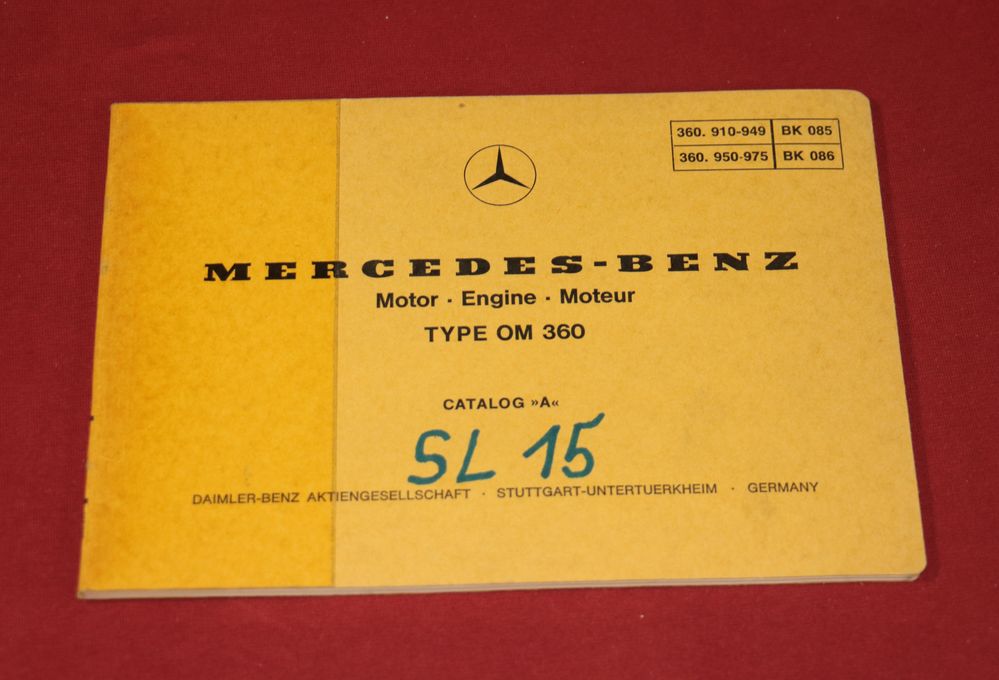 360. 910-949 BK 085
360. 950-975 BK 086
MERCEDES-BENZ
Motor · Engine · Moteur
TYPE OM 360
CATALOG »A«
SL 15
DAIMLER-BENZ AKTIENGESELLSCHAFT · STUTTGART-UNTERTUERKHEIM · GERMANY